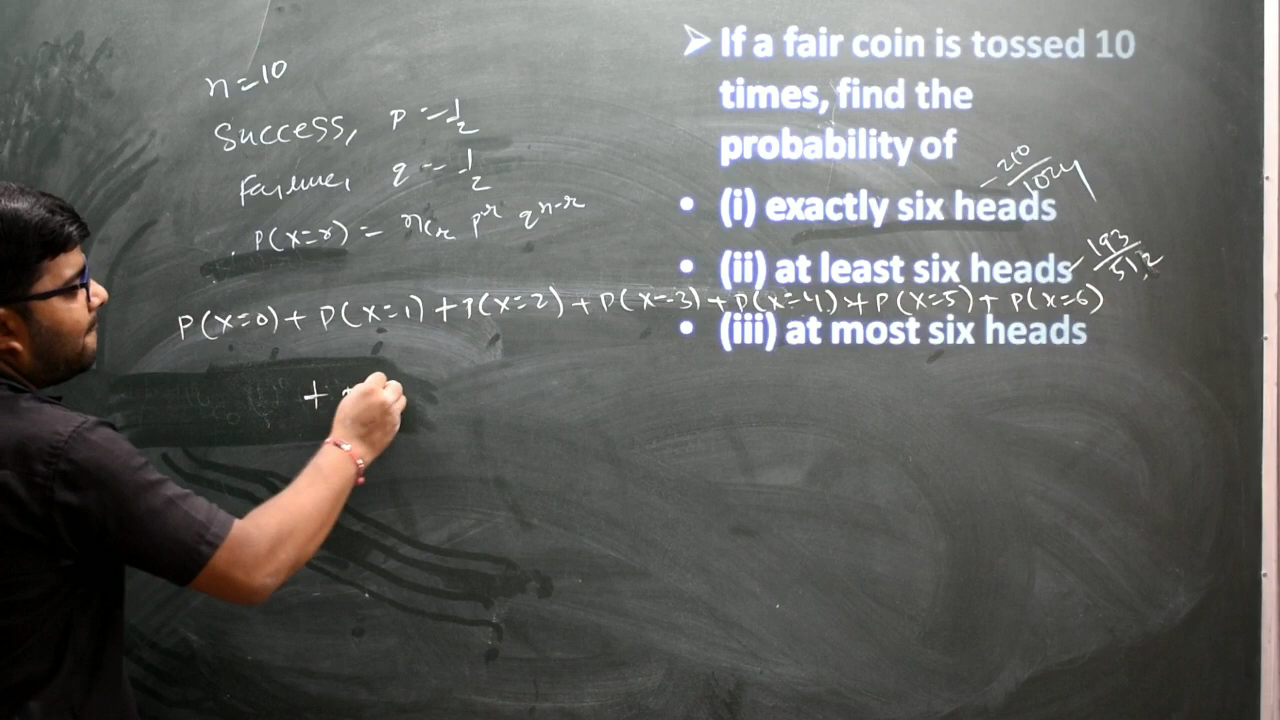 n=10
Success, p = 1/2
Failure, q = 1/2
P(X=r) = nCr p^r q^n-r
P(X=0) + P(X=1) + P(X=2) + P(X=3) + P(X=4) + P(X=5) + P(X=6)
+
➢ If a fair coin is tossed 10
times, find the
probability of
• (i) exactly six heads
- 210/1024
• (ii) at least six heads
- 193/512
• (iii) at most six heads